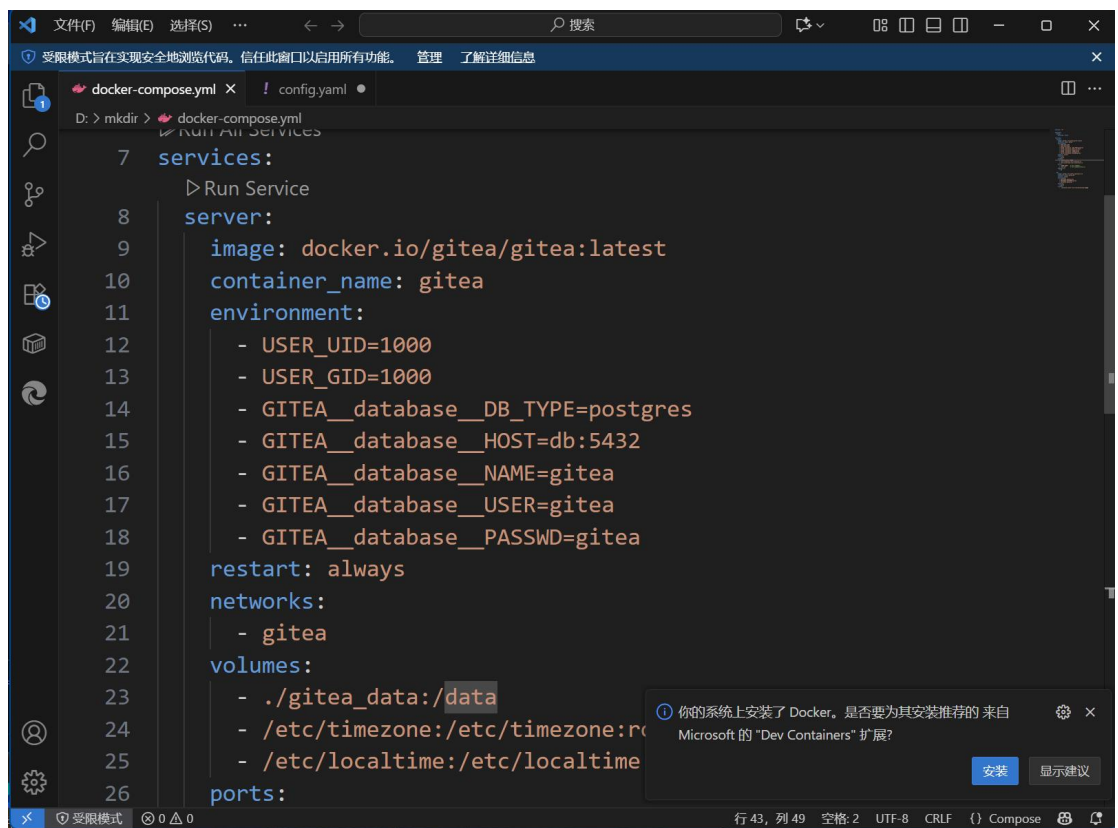 文件(F) 编辑(E) 选择(S) ··· ← → 搜索
受限模式旨在实现安全地浏览代码。信任此窗口以启用所有功能。 管理 了解详细信息
docker-compose.yml ! config.yaml
D: > mkdir > docker-compose.yml
Run All Services
7 services:
Run Service
8 server:
9 image: docker.io/gitea/gitea:latest
10 container_name: gitea
11 environment:
12 - USER_UID=1000
13 - USER_GID=1000
14 - GITEA__database__DB_TYPE=postgres
15 - GITEA__database__HOST=db:5432
16 - GITEA__database__NAME=gitea
17 - GITEA__database__USER=gitea
18 - GITEA__database__PASSWD=gitea
19 restart: always
20 networks:
21 - gitea
22 volumes:
23 - ./gitea_data:/data
24 - /etc/timezone:/etc/timezone:ro
25 - /etc/localtime:/etc/localtime
26 ports:
你的系统上安装了 Docker。是否要为其安装推荐的 来自
Microsoft 的 "Dev Containers" 扩展?
安装 显示建议
1
受限模式 0 0 行 43, 列 49 空格: 2 UTF-8 CRLF {} Compose